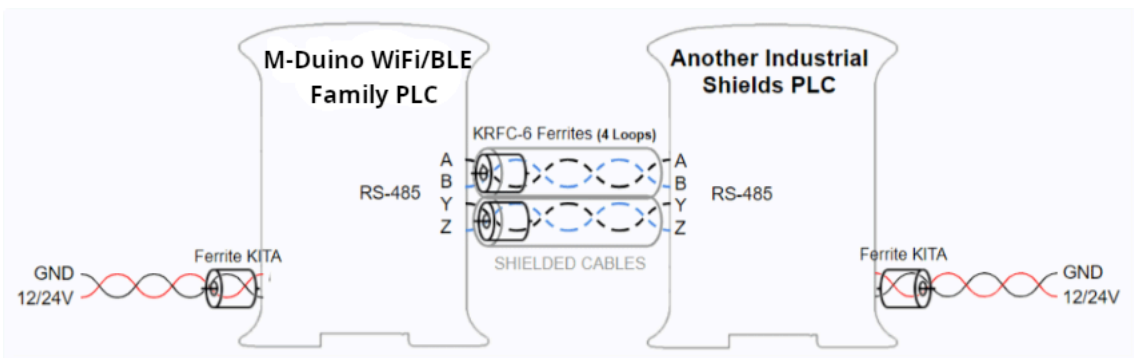 M-Duino WiFi/BLE
Family PLC
Another Industrial
Shields PLC
KRFC-6 Ferrites (4 Loops)
A
B
Y
Z
RS-485
A
B
Y
Z
RS-485
SHIELDED CABLES
Ferrite KITA
GND
12/24V
Ferrite KITA
GND
12/24V